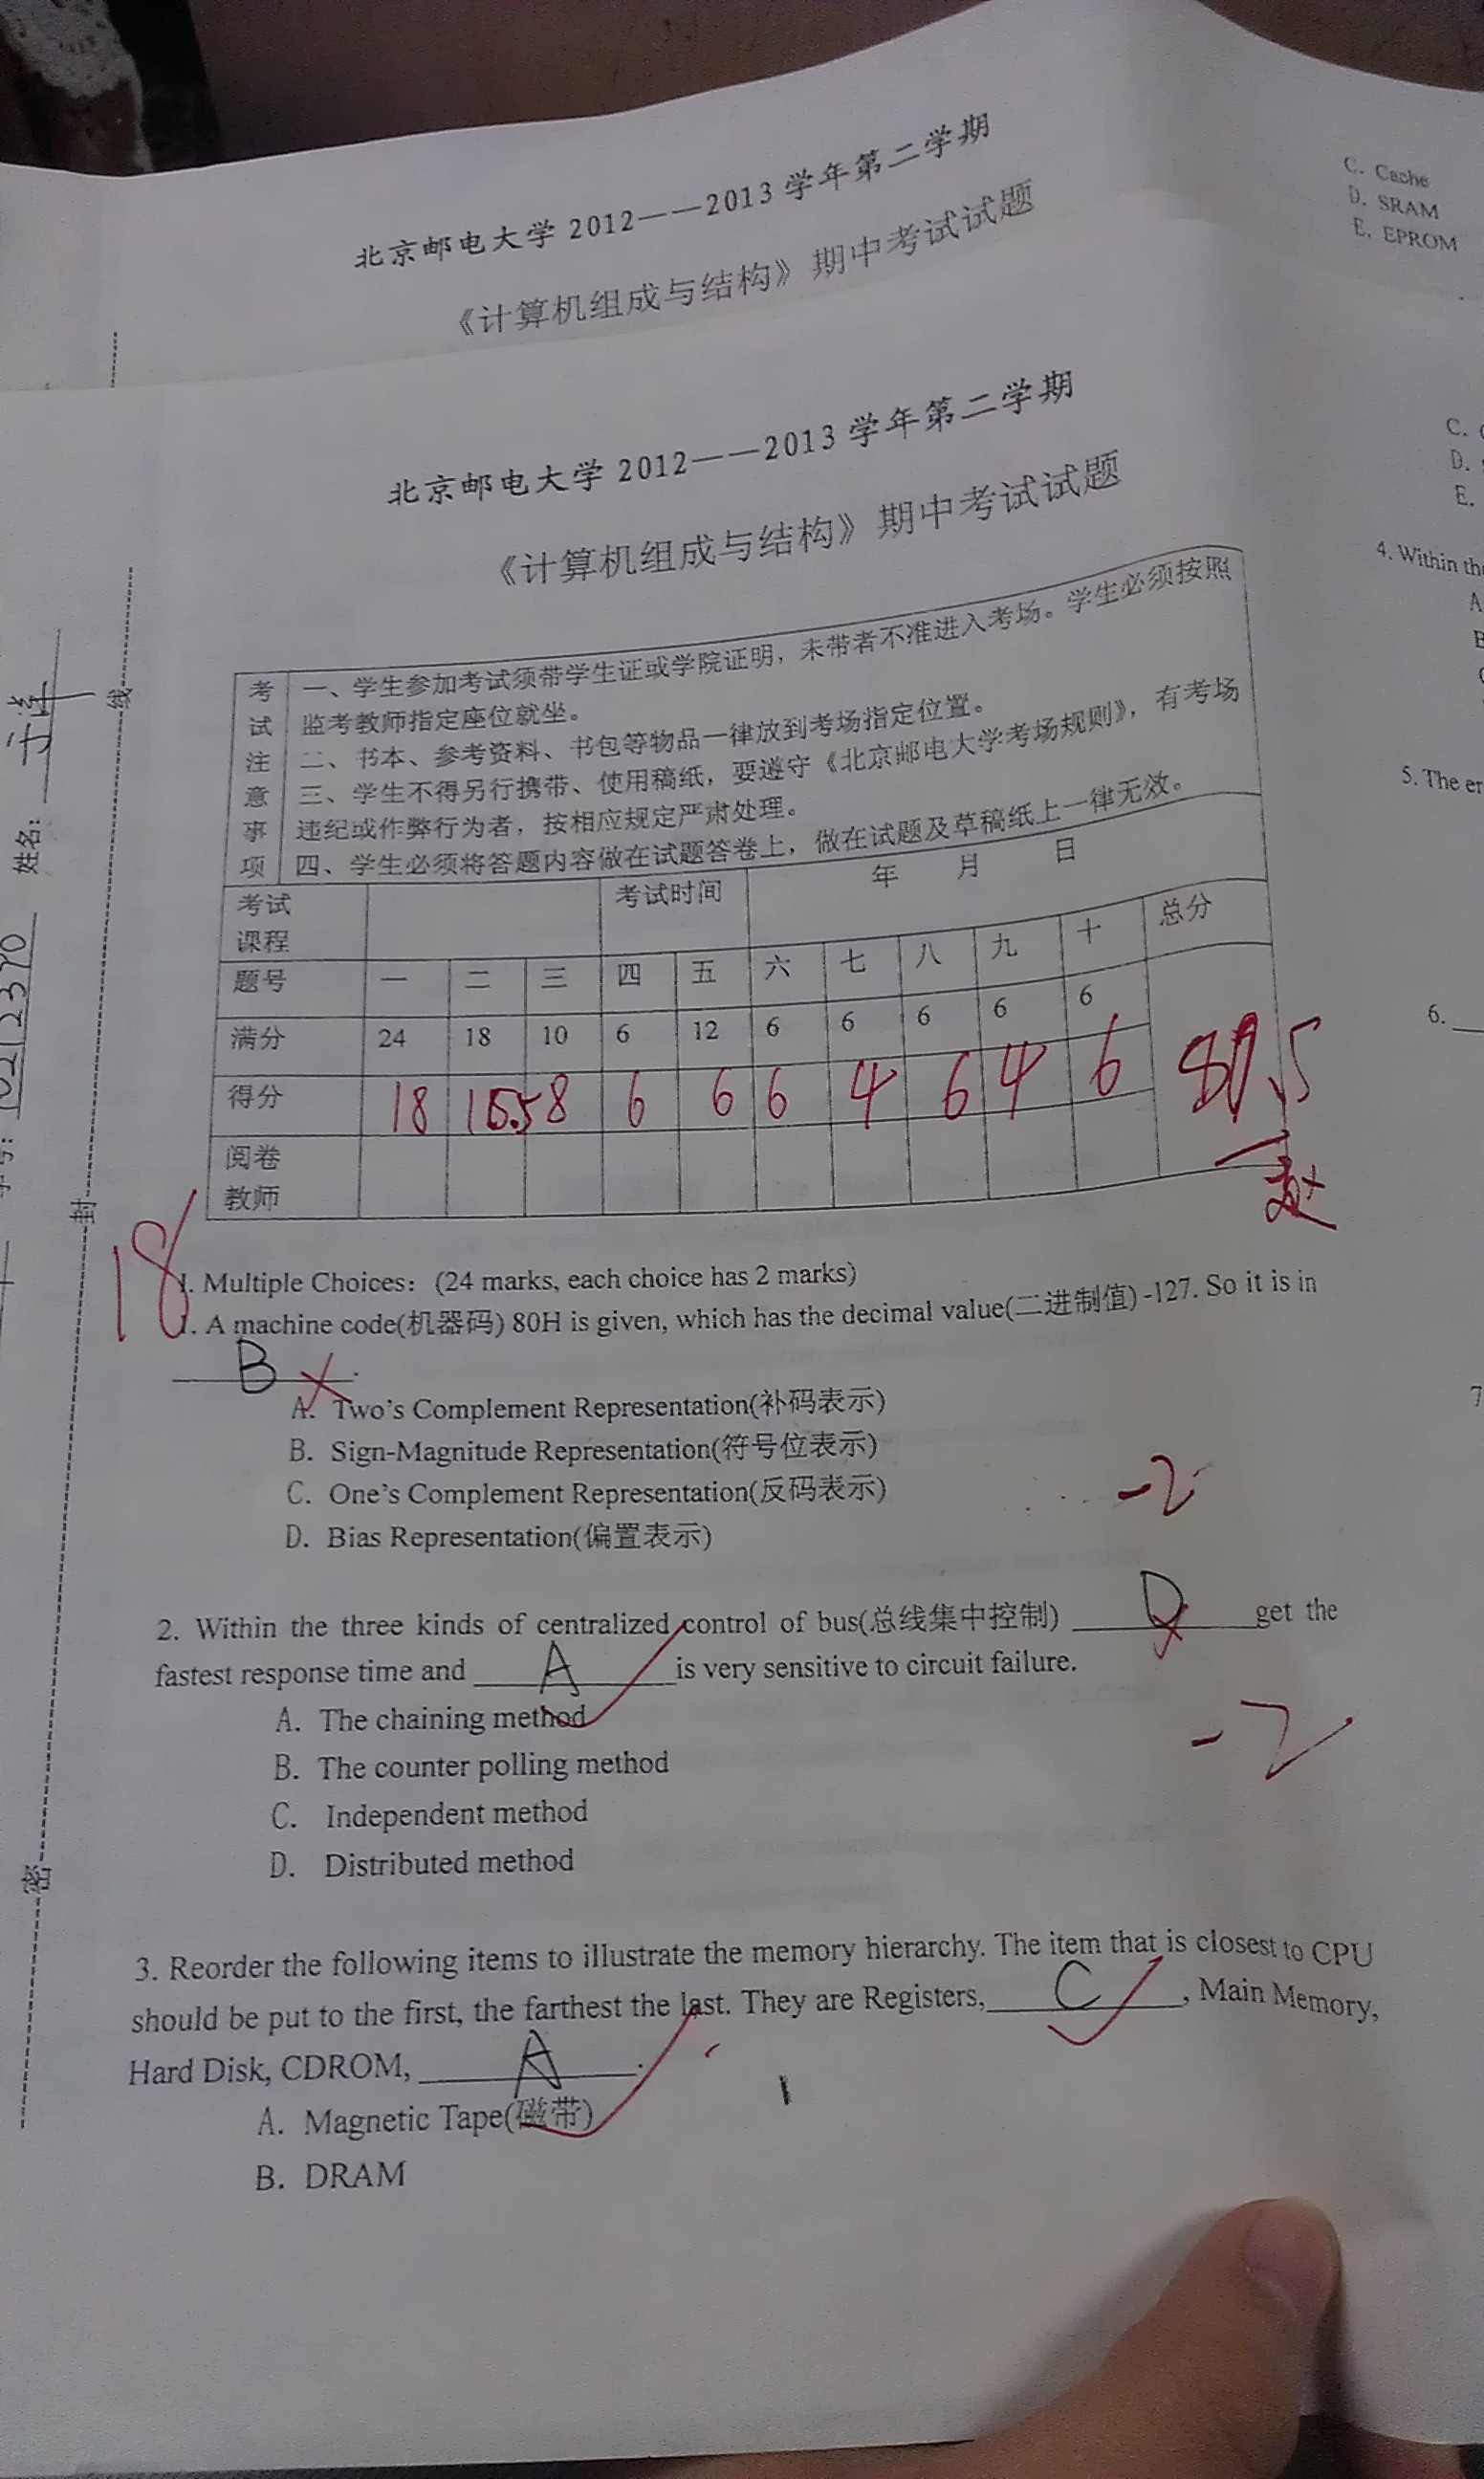 北京邮电大学 2012——2013 学年第二学期
《计算机组成与结构》期中考试试题
C. Cache
D. SRAM
E. EPROM
北京邮电大学 2012——2013 学年第二学期
《计算机组成与结构》期中考试试题
考试注意事项
一、学生参加考试须带学生证或学院证明，未带者不准进入考场。学生必须按照
监考教师指定座位就坐。
二、书本、参考资料、书包等物品一律放到考场指定位置。
三、学生不得另行携带、使用稿纸，要遵守《北京邮电大学考场规则》，有考场
违纪或作弊行为者，按相应规定严肃处理。
四、学生必须将答题内容做在试题答卷上，做在试题及草稿纸上一律无效。
考试课程 考试时间 年 月 日
题号 一 二 三 四 五 六 七 八 九 十 总分
满分 24 18 10 6 12 6 6 6 6 6
得分 18 8 6 6 6 4 6 4 6
阅卷教师
姓名：
线
封
密
18
I. Multiple Choices: (24 marks, each choice has 2 marks)
1. A machine code(机器码) 80H is given, which has the decimal value(二进制值) -127. So it is in
B .
A. Two's Complement Representation(补码表示)
B. Sign-Magnitude Representation(符号位表示)
C. One's Complement Representation(反码表示)
-2
D. Bias Representation(偏置表示)
2. Within the three kinds of centralized control of bus(总线集中控制) D get the
fastest response time and A is very sensitive to circuit failure.
A. The chaining method
-2
B. The counter polling method
C. Independent method
D. Distributed method
3. Reorder the following items to illustrate the memory hierarchy. The item that is closest to CPU
should be put to the first, the farthest the last. They are Registers, C , Main Memory,
Hard Disk, CDROM, A .
A. Magnetic Tape(磁带)
B. DRAM
C.
D.
E.
4. Within
A
5. The
6.
7